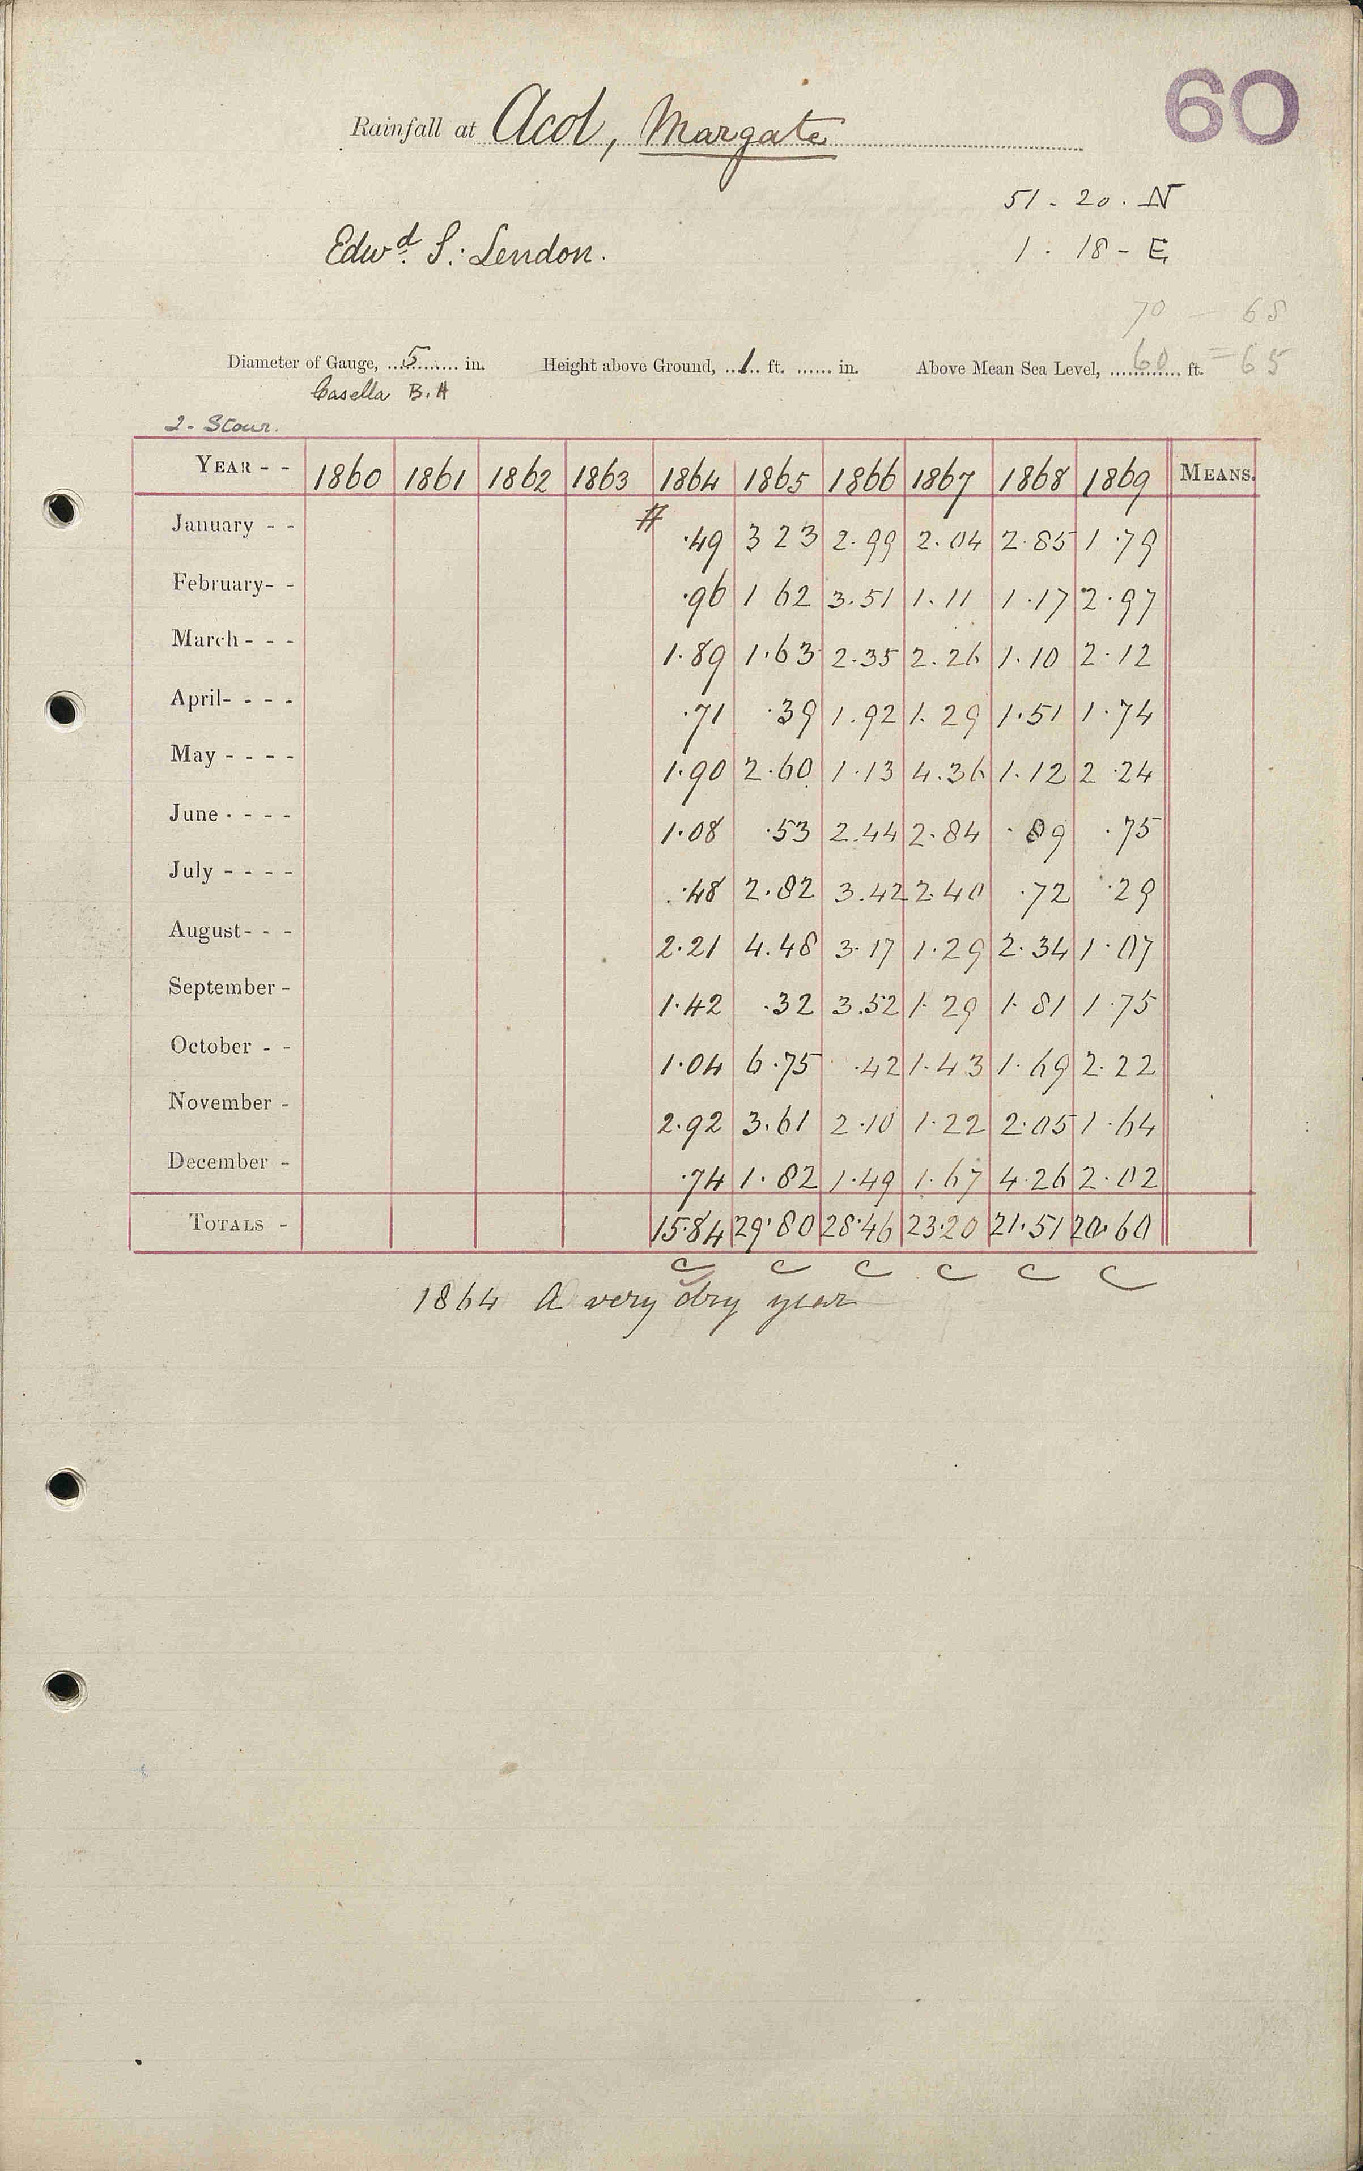 60
Rainfall at Acol, Margate
51 - 20 . N
Edwd. S: Lendon.
1 . 18 - E
70 - 68
Diameter of Gauge, 5 in. Height above Ground, 1 ft. in. Above Mean Sea Level, 60 ft. = 65
Casella B.H
2. Stour.
YEAR - - 1860 1861 1862 1863 1864 1865 1866 1867 1868 1869 MEANS.
January - - # .49 3 23 2.99 2.04 2.85 1.79
February- - .96 1 62 3.51 1.11 1.17 2.97
March - - - 1.89 1.63 2.35 2.26 1.10 2.12
April- - - - .71 .39 1.92 1.29 1.51 1.74
May - - - - 1.90 2.60 1.13 4.36 1.12 2.24
June - - - - 1.08 .53 2.44 2.84 .89 .75
July - - - - .48 2.82 3.42 2.40 .72 .29
August- - - 2.21 4.48 3.17 1.29 2.34 1.07
September - 1.42 .32 3.52 1.29 1.81 1.75
October - - 1.04 6.75 .42 1.43 1.69 2.22
November - 2.92 3.61 2.10 1.22 2.05 1.64
December - .74 1.82 1.49 1.67 4.26 2.02
TOTALS - 15.84 29.80 28.46 23.20 21.51 20.60
c c c c c c
1864 A very dry year